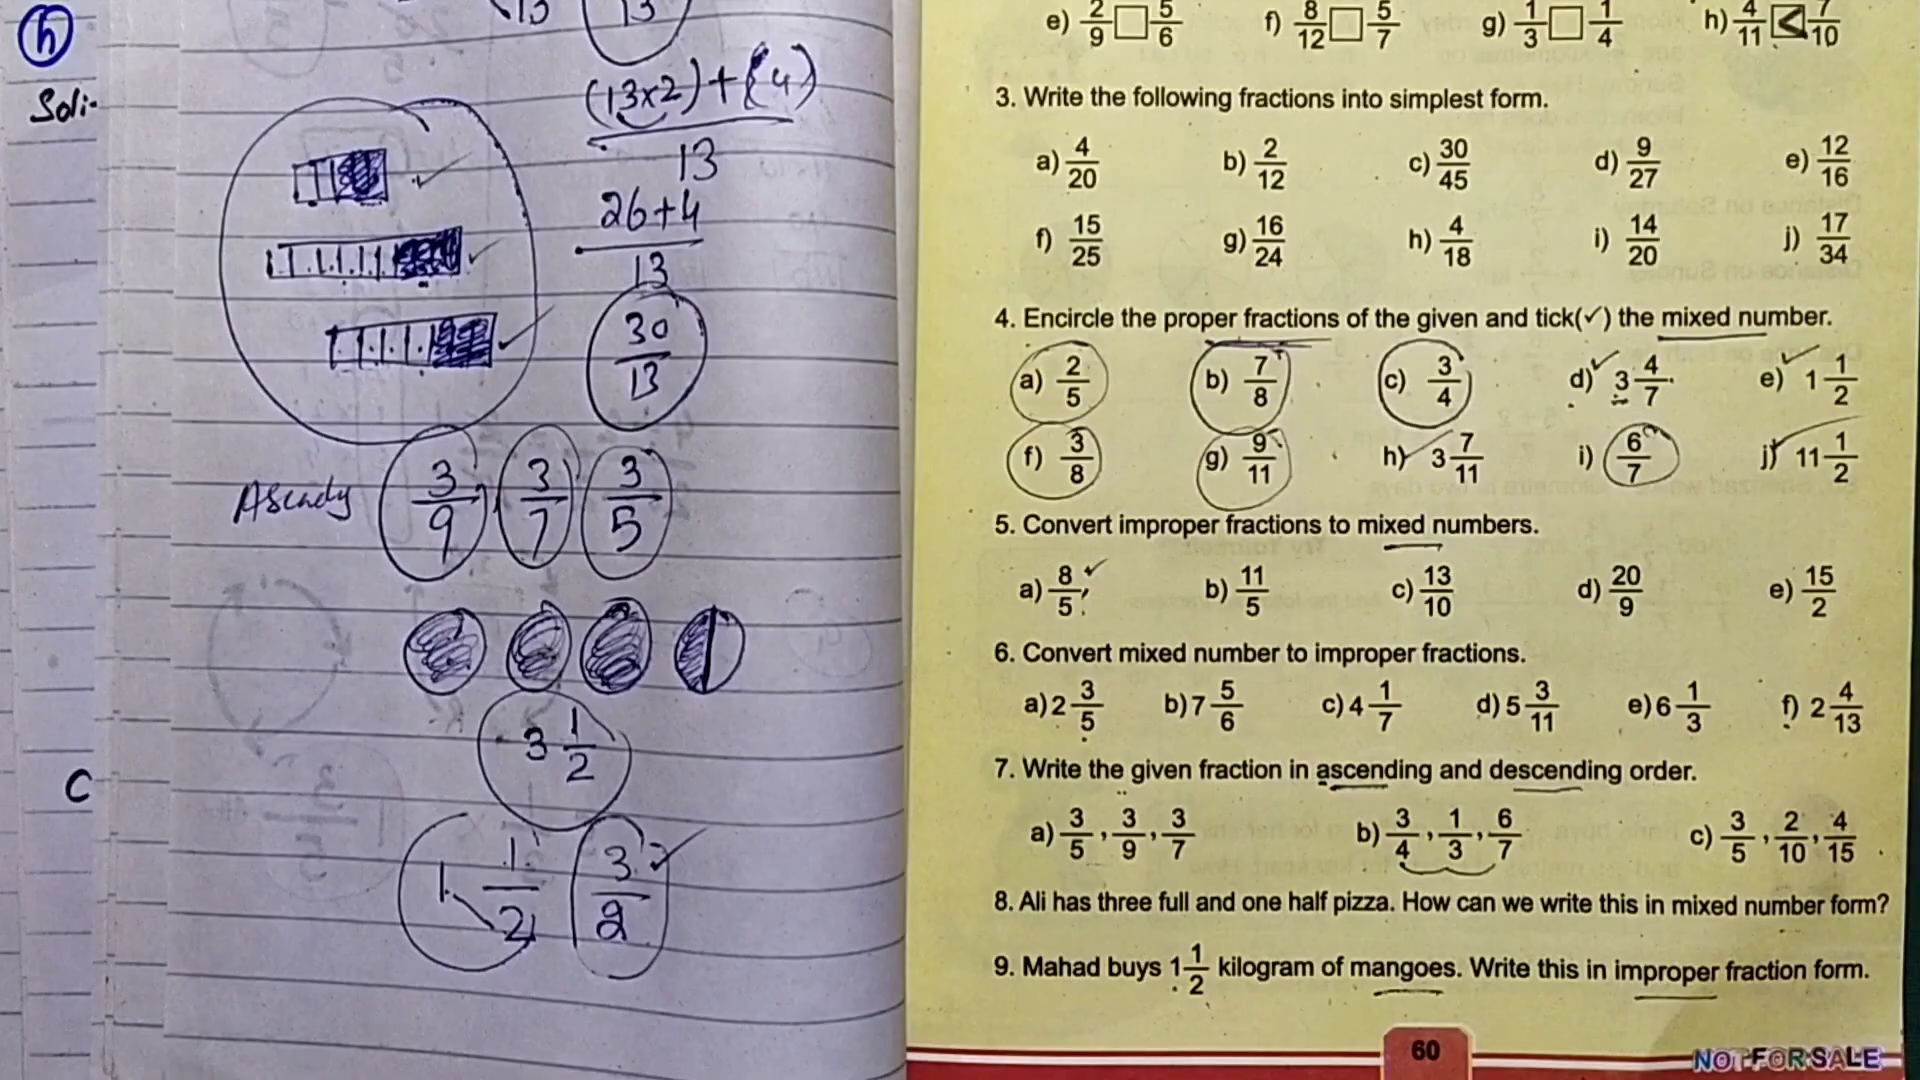 h
Sol:-
13
13
(13x2)+(4)
13
26+4
13
30
13
Ascady 3/9, 3/7, 3/5
3 1/2
C
1 1/2 3/2
e) 2/9 □ 5/6 f) 8/12 □ 5/7 g) 1/3 □ 1/4 h) 4/11 < 7/10
3. Write the following fractions into simplest form.
a) 4/20 b) 2/12 c) 30/45 d) 9/27 e) 12/16
f) 15/25 g) 16/24 h) 4/18 i) 14/20 j) 17/34
4. Encircle the proper fractions of the given and tick(✓) the mixed number.
a) 2/5 b) 7/8 c) 3/4 d) 3 4/7 e) 1 1/2
f) 3/8 g) 9/11 h) 3 7/11 i) 6/7 j) 11 1/2
5. Convert improper fractions to mixed numbers.
a) 8/5 b) 11/5 c) 13/10 d) 20/9 e) 15/2
6. Convert mixed number to improper fractions.
a) 2 3/5 b) 7 5/6 c) 4 1/7 d) 5 3/11 e) 6 1/3 f) 2 4/13
7. Write the given fraction in ascending and descending order.
a) 3/5, 3/9, 3/7 b) 3/4, 1/3, 6/7 c) 3/5, 2/10, 4/15
8. Ali has three full and one half pizza. How can we write this in mixed number form?
9. Mahad buys 1 1/2 kilogram of mangoes. Write this in improper fraction form.
60
NOT FOR SALE